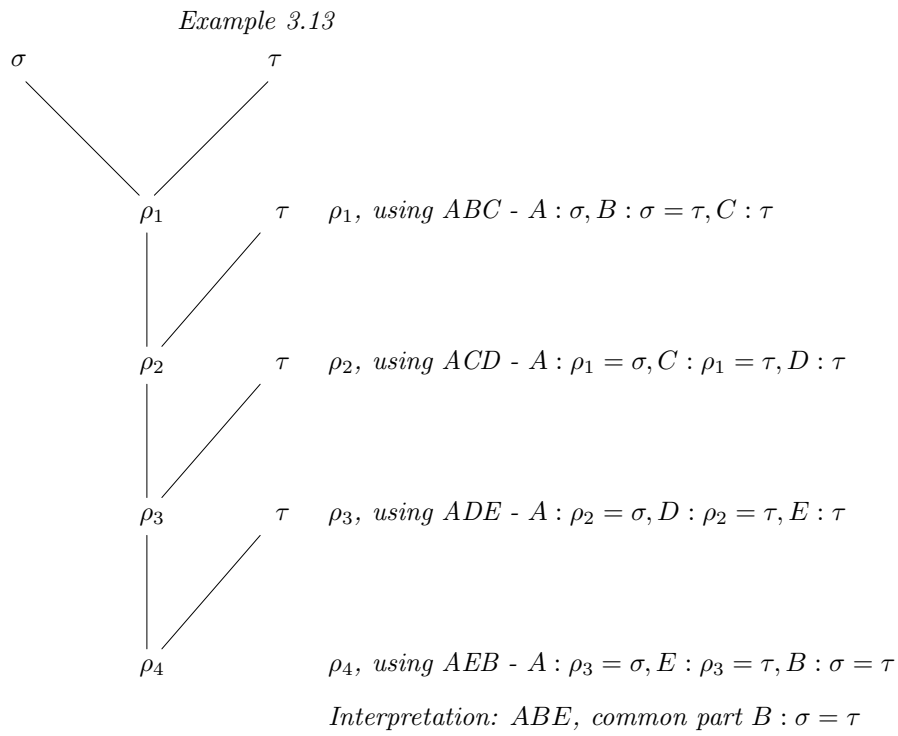 Example 3.13
σ τ
ρ₁ τ ρ₁, using ABC - A : σ, B : σ = τ, C : τ
ρ₂ τ ρ₂, using ACD - A : ρ₁ = σ, C : ρ₁ = τ, D : τ
ρ₃ τ ρ₃, using ADE - A : ρ₂ = σ, D : ρ₂ = τ, E : τ
ρ₄ ρ₄, using AEB - A : ρ₃ = σ, E : ρ₃ = τ, B : σ = τ
Interpretation: ABE, common part B : σ = τ